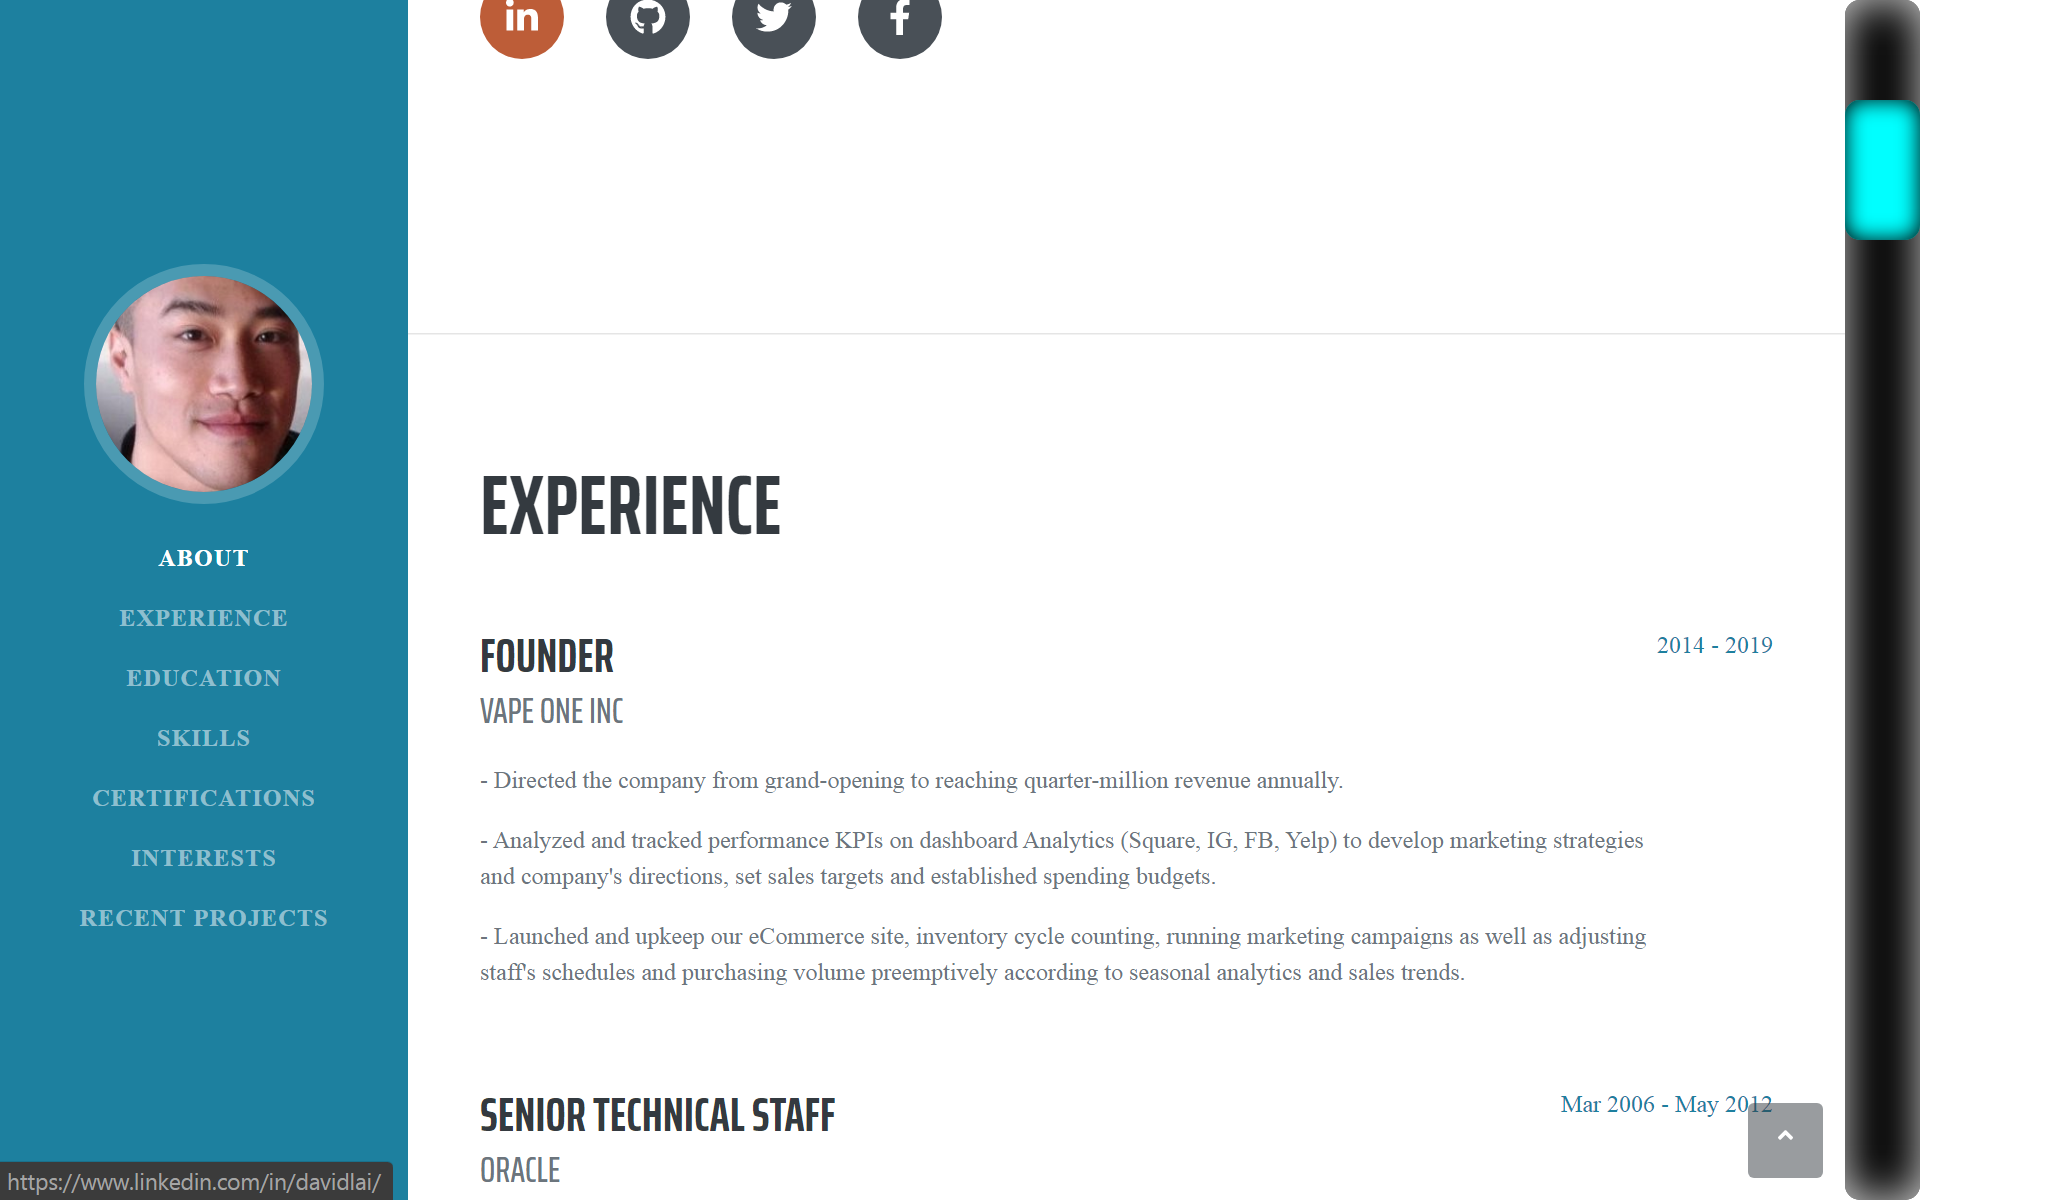 ABOUT
EXPERIENCE
EDUCATION
SKILLS
CERTIFICATIONS
INTERESTS
RECENT PROJECTS
EXPERIENCE
FOUNDER
2014 - 2019
VAPE ONE INC
- Directed the company from grand-opening to reaching quarter-million revenue annually.
- Analyzed and tracked performance KPIs on dashboard Analytics (Square, IG, FB, Yelp) to develop marketing strategies
and company's directions, set sales targets and established spending budgets.
- Launched and upkeep our eCommerce site, inventory cycle counting, running marketing campaigns as well as adjusting
staff's schedules and purchasing volume preemptively according to seasonal analytics and sales trends.
SENIOR TECHNICAL STAFF
Mar 2006 - May 2012
ORACLE
https://www.linkedin.com/in/davidlai/